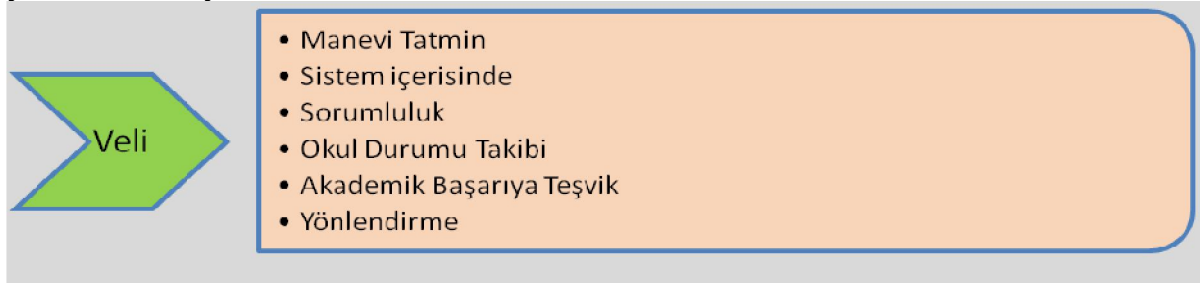 Veli
• Manevi Tatmin
• Sistem içerisinde
• Sorumluluk
• Okul Durumu Takibi
• Akademik Başarıya Teşvik
• Yönlendirme